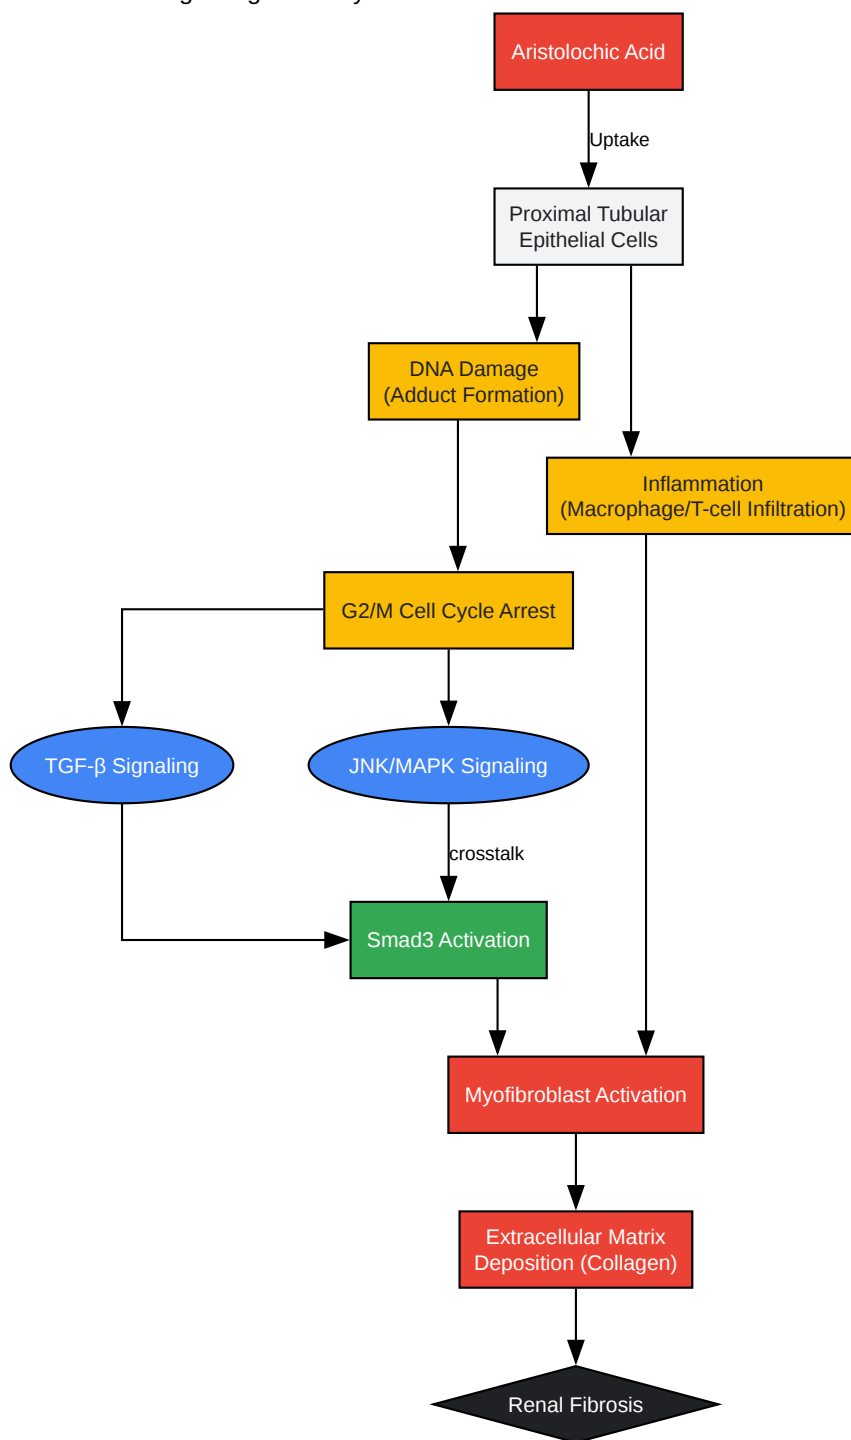 Aristolochic Acid
Uptake
Proximal Tubular
Epithelial Cells
DNA Damage
(Adduct Formation)
Inflammation
(Macrophage/T-cell Infiltration)
G2/M Cell Cycle Arrest
TGF-β Signaling
JNK/MAPK Signaling
crosstalk
Smad3 Activation
Myofibroblast Activation
Extracellular Matrix
Deposition (Collagen)
Renal Fibrosis